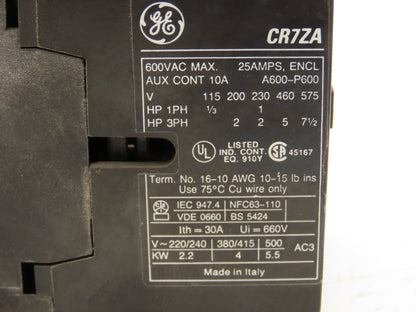 GE
CR7ZA
600VAC MAX. 25AMPS, ENCL
AUX CONT 10A A600-P600
V 115 200 230 460 575
HP 1PH ⅓ 1
HP 3PH 2 2 5 7½
UL LISTED SA 45167
IND. CONT.
EQ. 910Y
Term. No. 16-10 AWG 10-15 lb ins
Use 75°C Cu wire only
IEC 947.4 NFC63-110
VDE 0660 BS 5424
Ith = 30A Ui = 660V
V~220/240 380/415 500 AC3
KW 2.2 4 5.5
Made in Italy